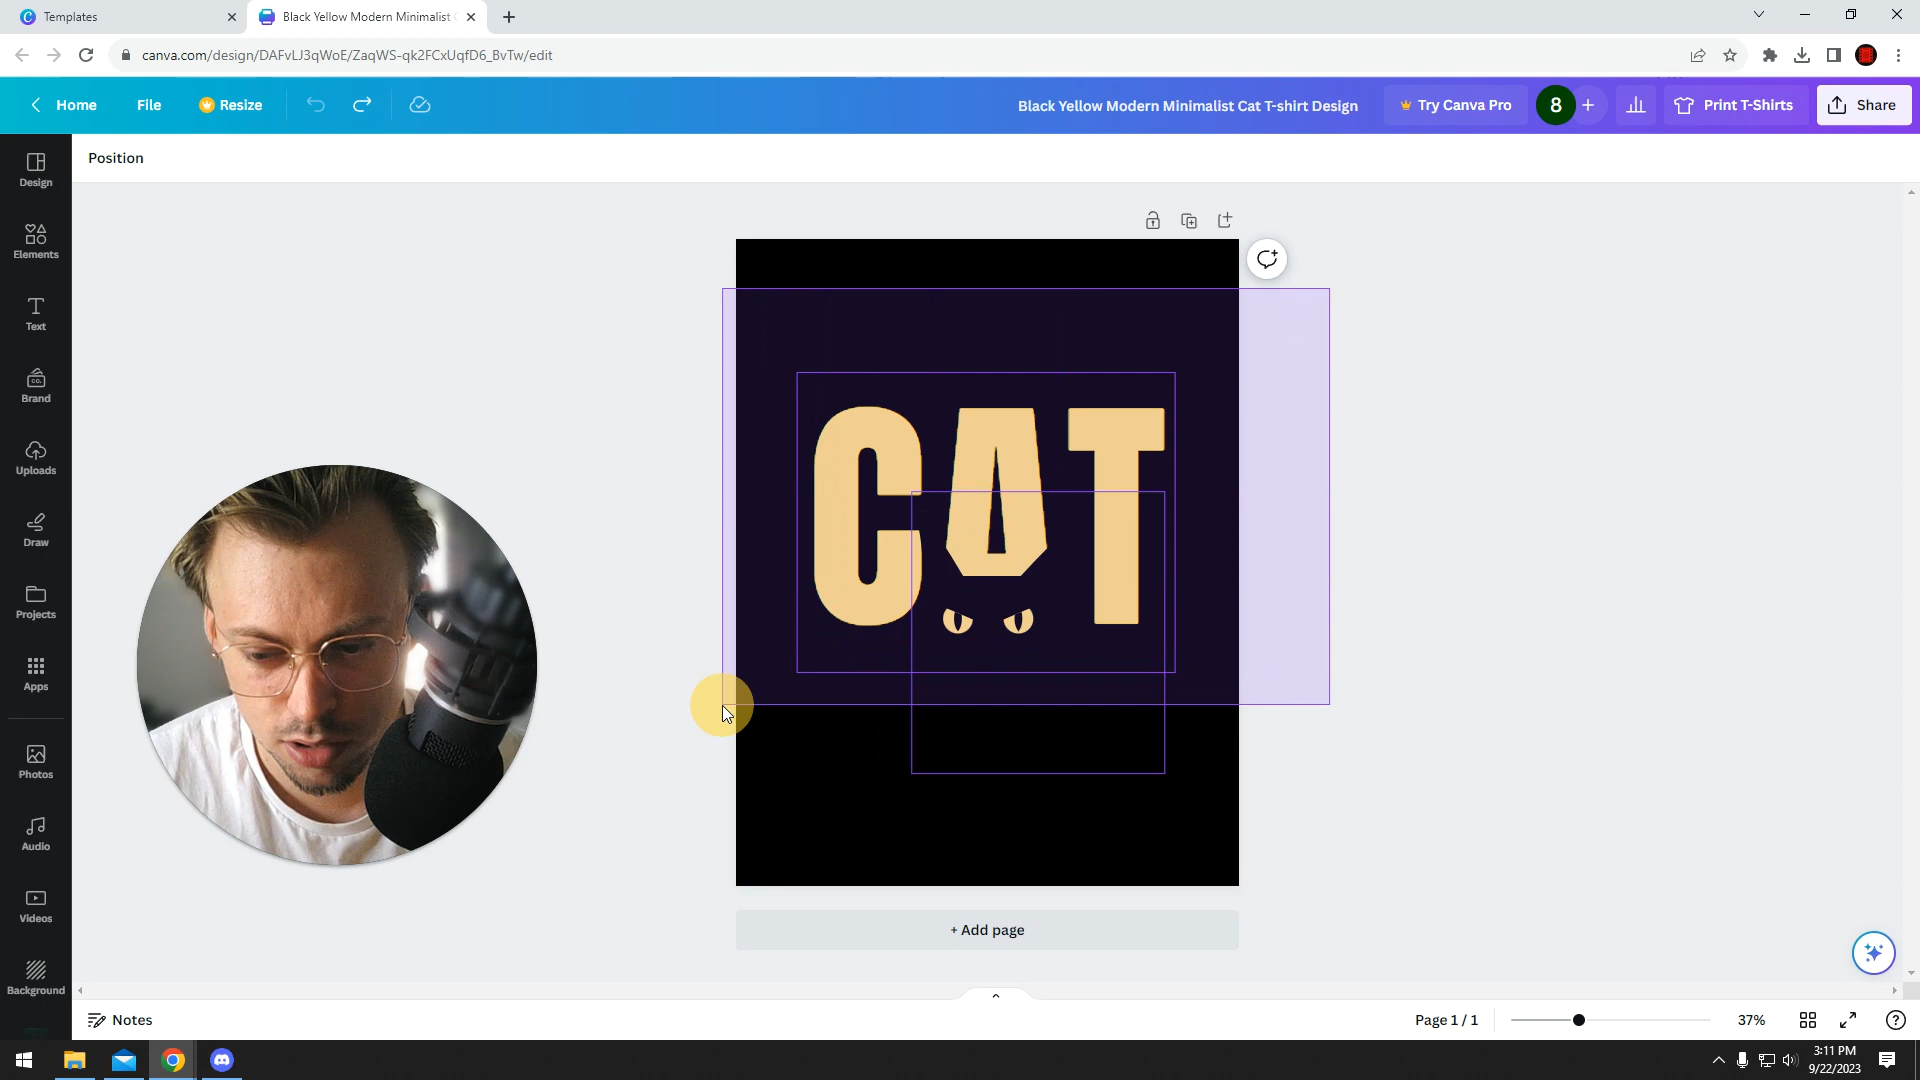 Templates
Black Yellow Modern Minimalist C
canva.com/design/DAFvLJ3qWoE/ZaqWS-qk2FCxUqfD6_BvTw/edit
Home
File
Resize
Black Yellow Modern Minimalist Cat T-shirt Design
Try Canva Pro
8
Print T-Shirts
Share
Position
Design
Elements
Text
CO.
Brand
Uploads
Draw
Projects
Apps
Photos
Audio
Videos
Background
CAT
+ Add page
Notes
Page 1 / 1
37%
3:11 PM
9/22/2023